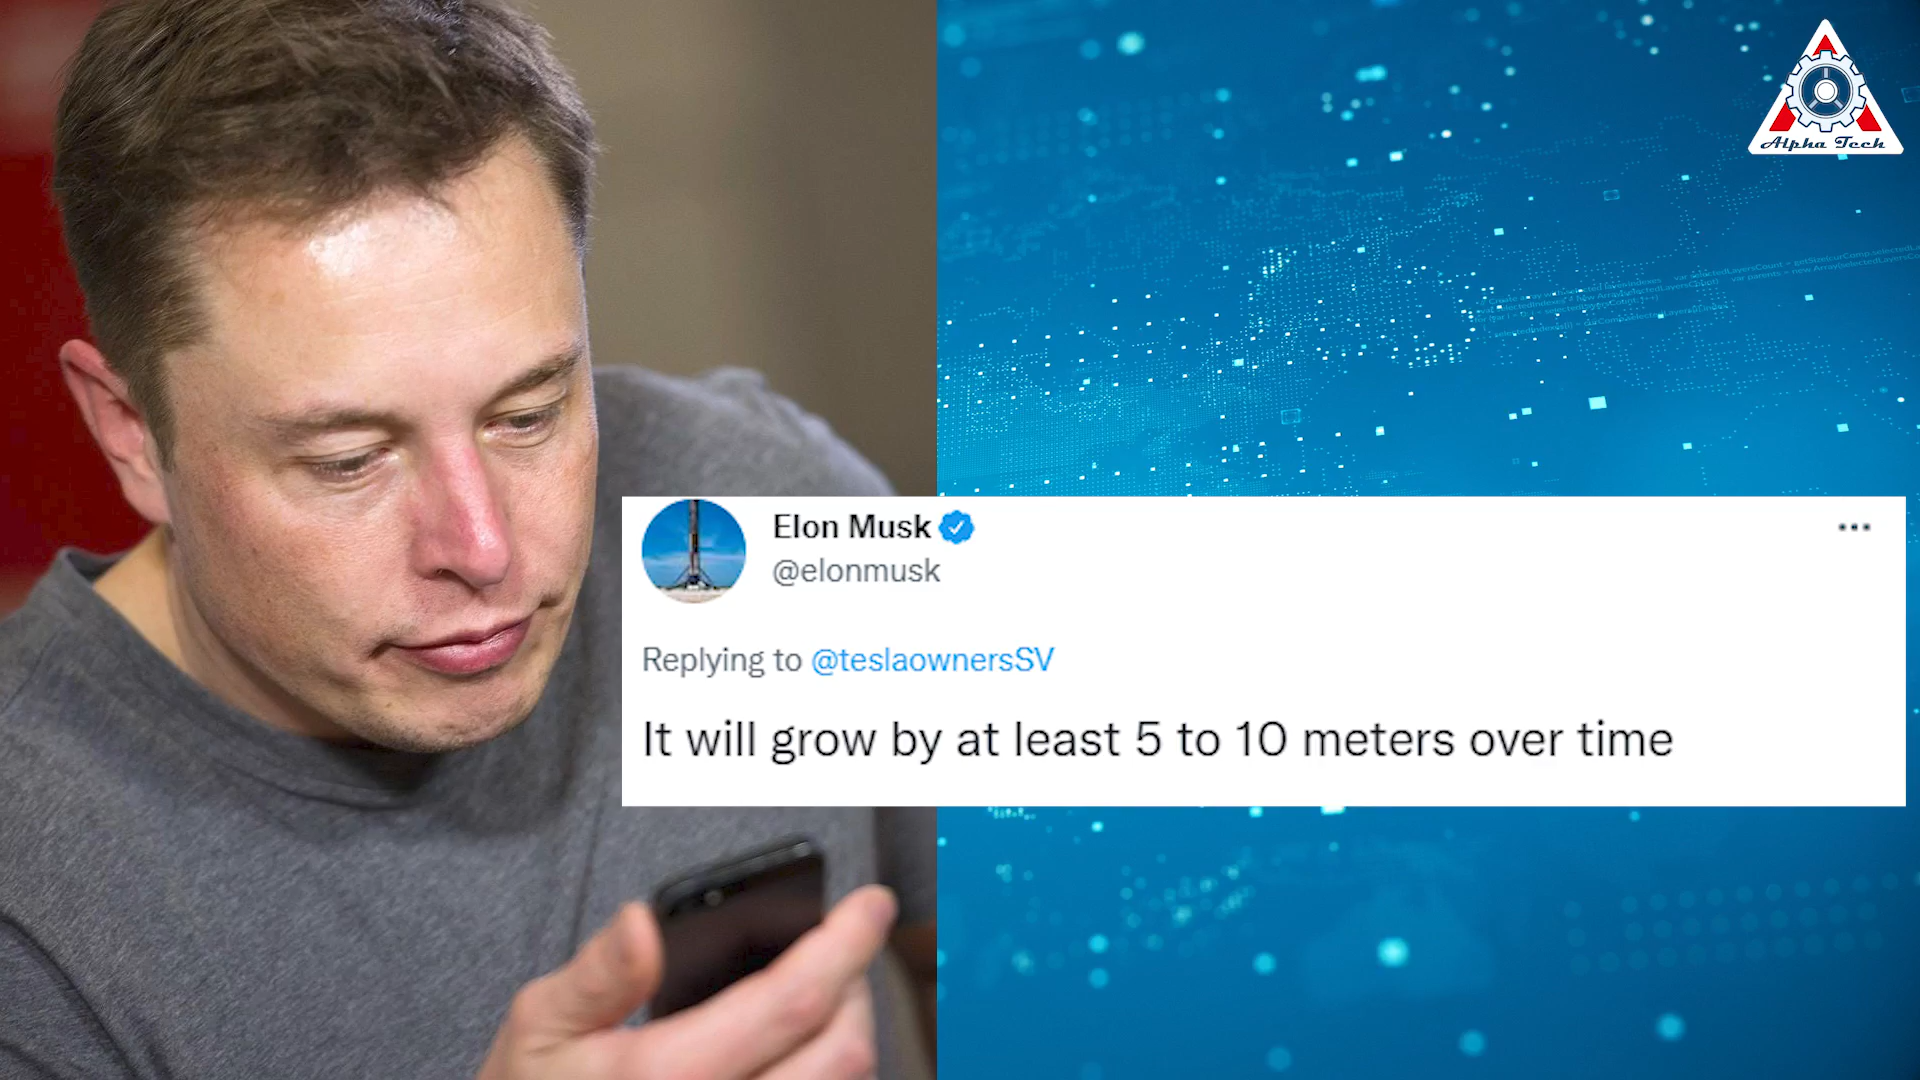 Alpha Tech
Elon Musk
@elonmusk
Replying to @teslaownersSV
It will grow by at least 5 to 10 meters over time